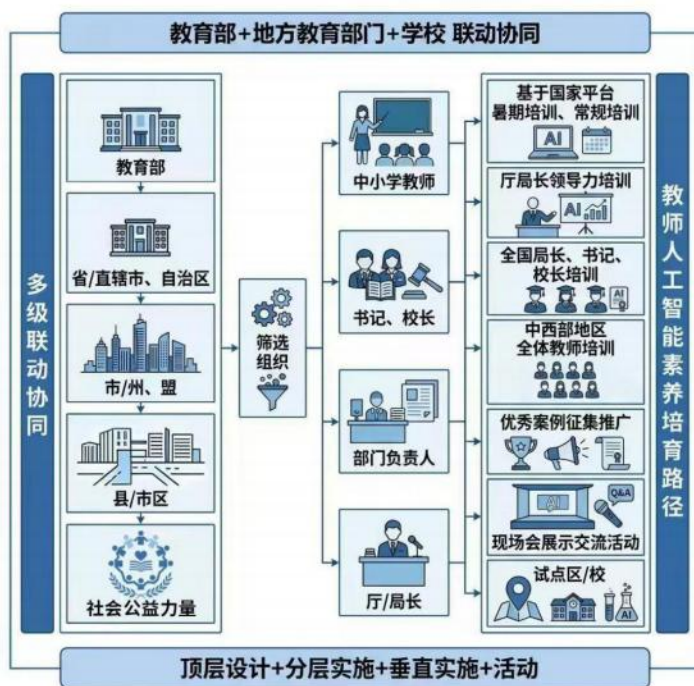 教育部+地方教育部门+学校 联动协同
多级联动协同
教育部
省/直辖市、自治区
市/州、盟
县/市区
社会公益力量
筛选
组织
中小学教师
书记、校长
部门负责人
厅/局长
基于国家平台
暑期培训、常规培训
AI
厅局长领导力培训
AI
全国局长、书记、
校长培训
AI
中西部地区
全体教师培训
优秀案例征集推广
AI
Q&A
现场会展示交流活动
试点区/校
AI
教师人工智能素养培育路径
顶层设计+分层实施+垂直实施+活动